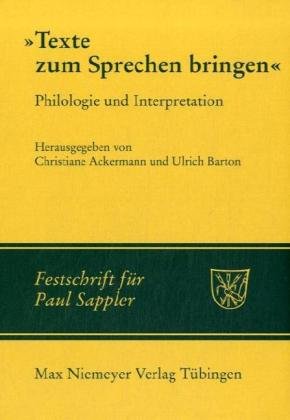 »Texte
zum Sprechen bringen«
Philologie und Interpretation
Herausgegeben von
Christiane Ackermann und Ulrich Barton
Festschrift für
Paul Sappler
Max Niemeyer Verlag Tübingen